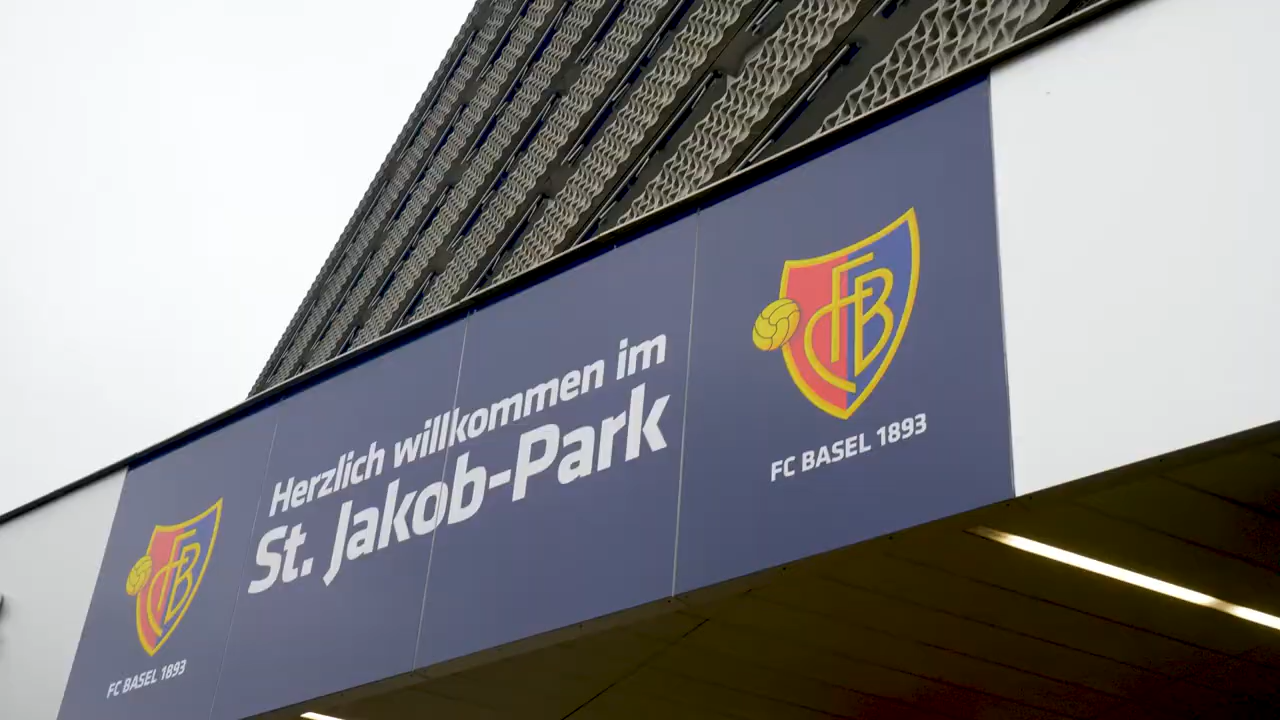 Herzlich willkommen im
St. Jakob-Park
FCB
FC BASEL 1893
FCB
FC BASEL 1893